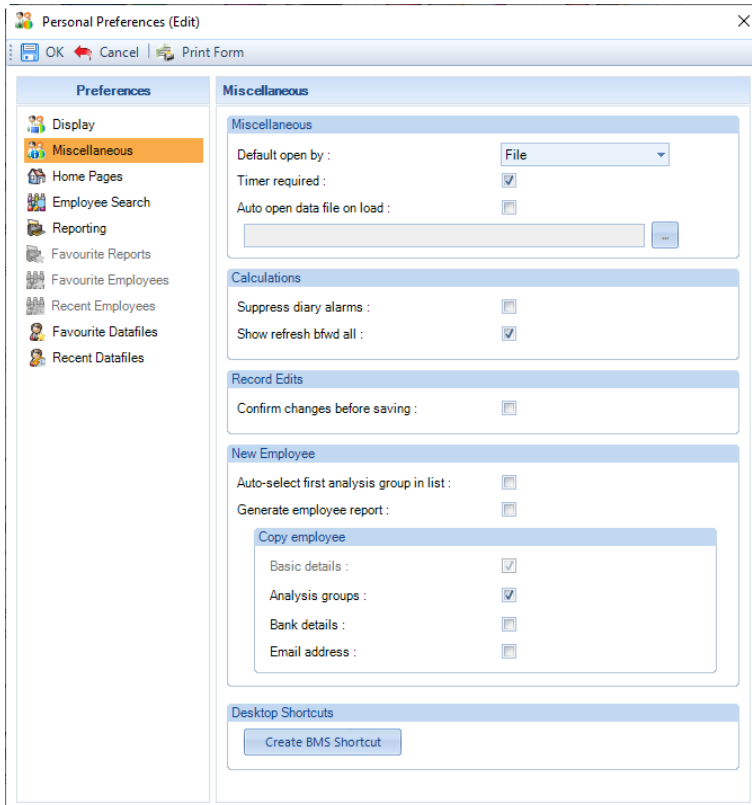 Personal Preferences (Edit)
OK Cancel Print Form
Preferences
Display
Miscellaneous
Home Pages
Employee Search
Reporting
Favourite Reports
Favourite Employees
Recent Employees
Favourite Datafiles
Recent Datafiles
Miscellaneous
Miscellaneous
Default open by : File
Timer required :
Auto open data file on load :
...
Calculations
Suppress diary alarms :
Show refresh bfwd all :
Record Edits
Confirm changes before saving :
New Employee
Auto-select first analysis group in list :
Generate employee report :
Copy employee
Basic details :
Analysis groups :
Bank details :
Email address :
Desktop Shortcuts
Create BMS Shortcut